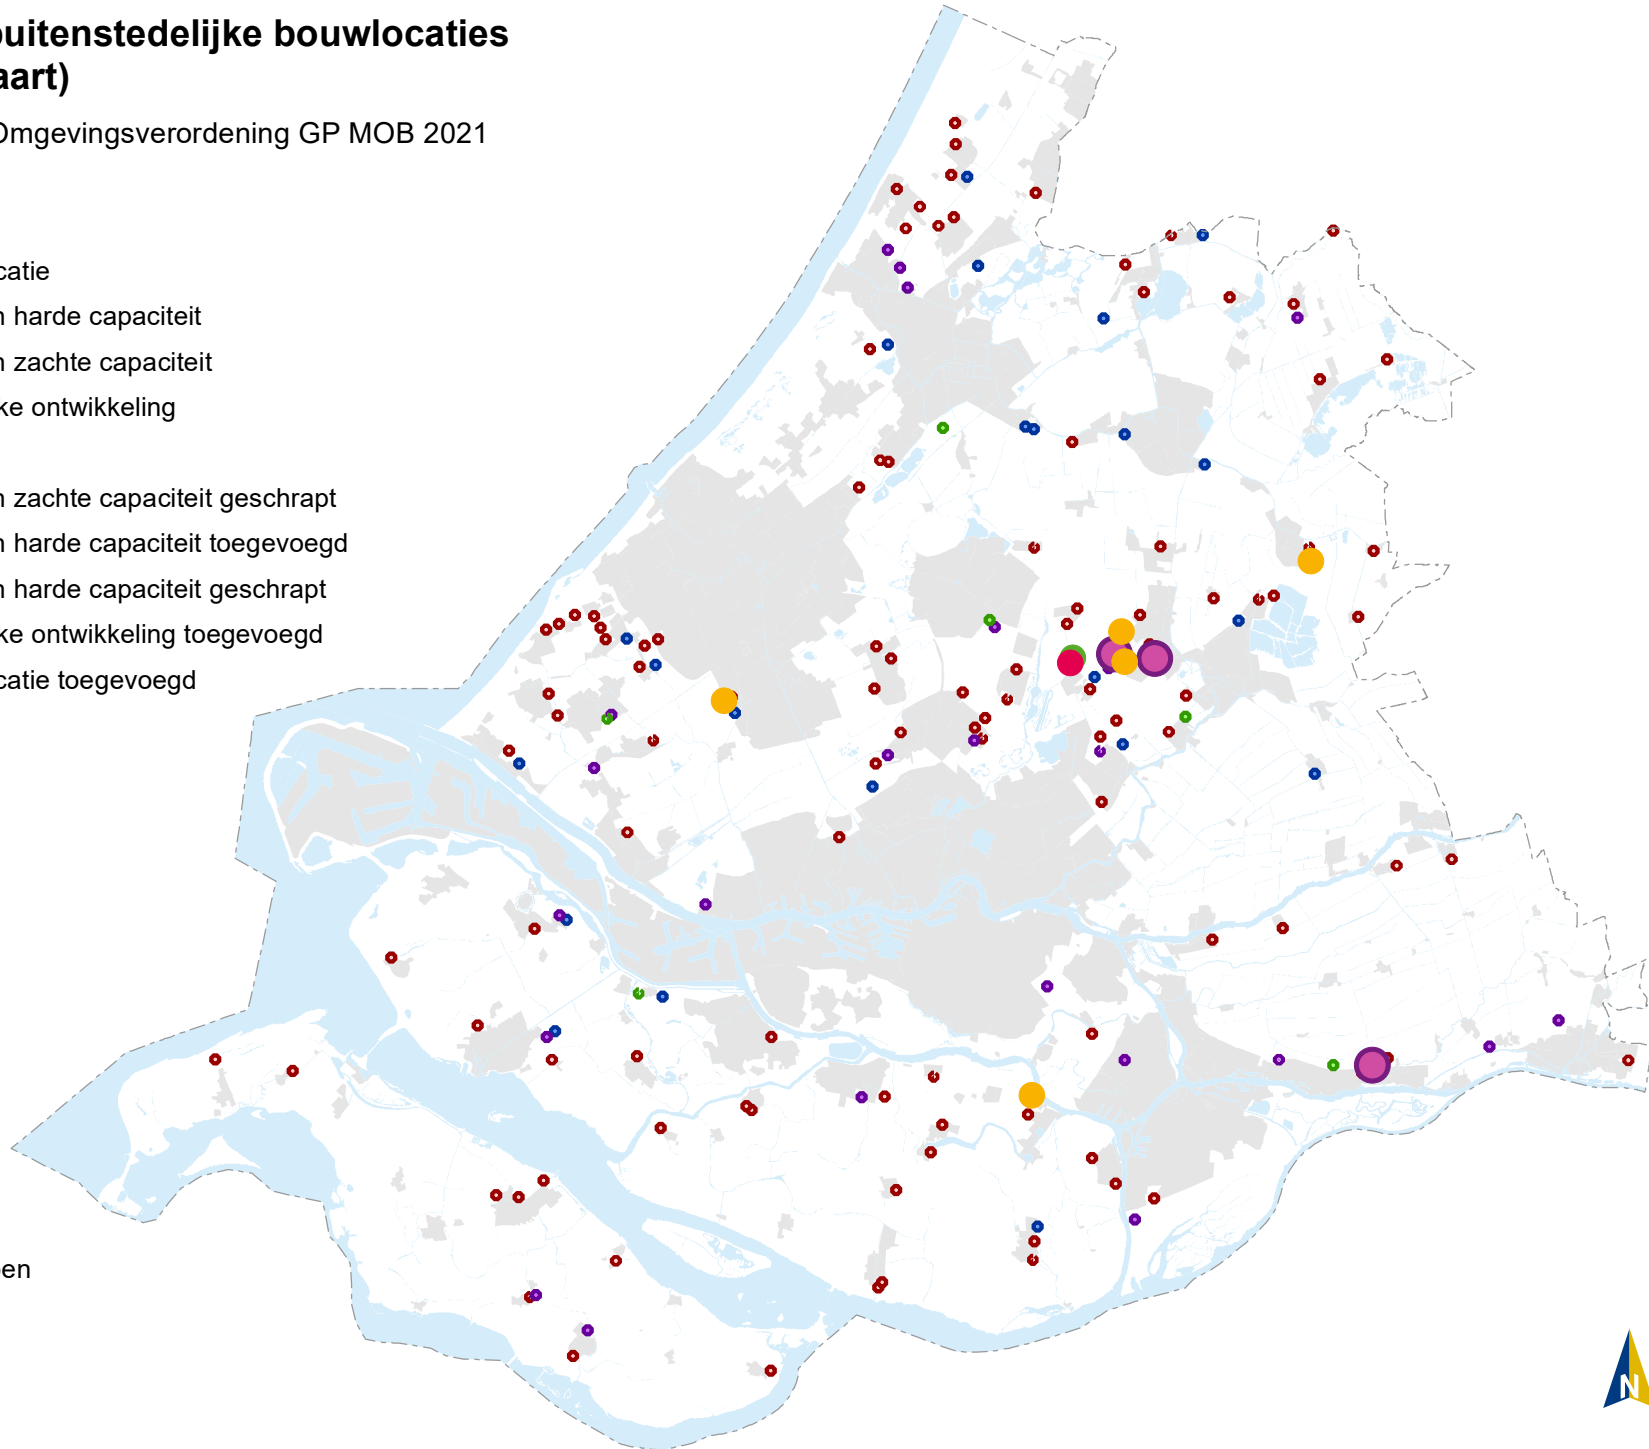 buitenstedelijke bouwlocaties
aart)
Omgevingsverordening GP MOB 2021
catie
n harde capaciteit
n zachte capaciteit
ke ontwikkeling
n zachte capaciteit geschrapt
n harde capaciteit toegevoegd
n harde capaciteit geschrapt
ke ontwikkeling toegevoegd
catie toegevoegd
en
N